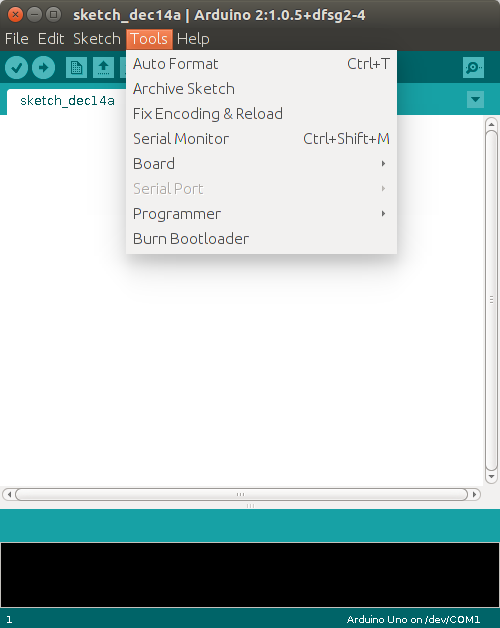 sketch_dec14a | Arduino 2:1.0.5+dfsg2-4
File Edit Sketch Tools Help
sketch_dec14a
Auto Format Ctrl+T
Archive Sketch
Fix Encoding & Reload
Serial Monitor Ctrl+Shift+M
Board
Serial Port
Programmer
Burn Bootloader
1 Arduino Uno on /dev/COM1